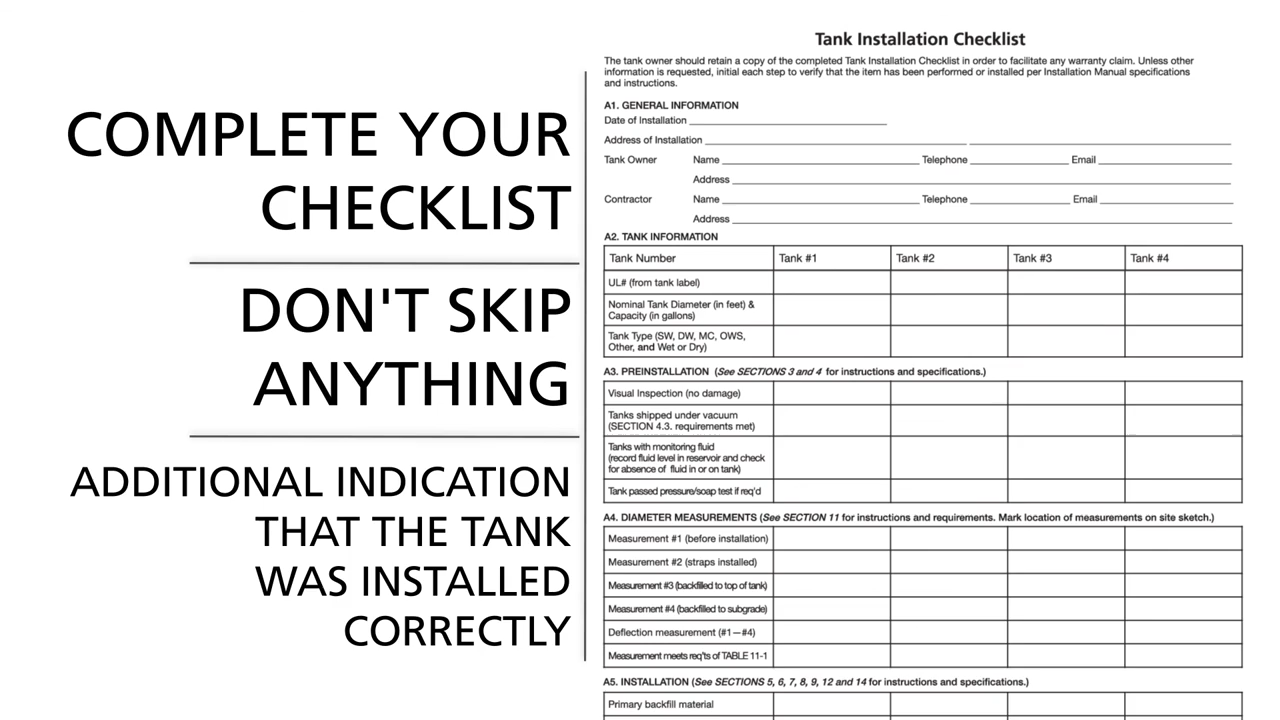 COMPLETE YOUR
CHECKLIST
DON'T SKIP
ANYTHING
ADDITIONAL INDICATION
THAT THE TANK
WAS INSTALLED
CORRECTLY
Tank Installation Checklist
The tank owner should retain a copy of the completed Tank Installation Checklist in order to facilitate any warranty claim. Unless other
information is requested, initial each step to verify that the item has been performed or installed per Installation Manual specifications
and instructions.
A1. GENERAL INFORMATION
Date of Installation
Address of Installation
Tank Owner Name Telephone Email
Address
Contractor Name Telephone Email
Address
A2. TANK INFORMATION
Tank Number Tank #1 Tank #2 Tank #3 Tank #4
UL# (from tank label)
Nominal Tank Diameter (in feet) &
Capacity (in gallons)
Tank Type (SW, DW, MC, OWS,
Other, and Wet or Dry)
A3. PREINSTALLATION (See SECTIONS 3 and 4 for instructions and specifications.)
Visual Inspection (no damage)
Tanks shipped under vacuum
(SECTION 4.3. requirements met)
Tanks with monitoring fluid
(record fluid level in reservoir and check
for absence of fluid in or on tank)
Tank passed pressure/soap test if req'd
A4. DIAMETER MEASUREMENTS (See SECTION 11 for instructions and requirements. Mark location of measurements on site sketch.)
Measurement #1 (before installation)
Measurement #2 (straps installed)
Measurement #3 (backfilled to top of tank)
Measurement #4 (backfilled to subgrade)
Deflection measurement (#1—#4)
Measurement meets req'ts of TABLE 11-1
A5. INSTALLATION (See SECTIONS 5, 6, 7, 8, 9, 12 and 14 for instructions and specifications.)
Primary backfill material